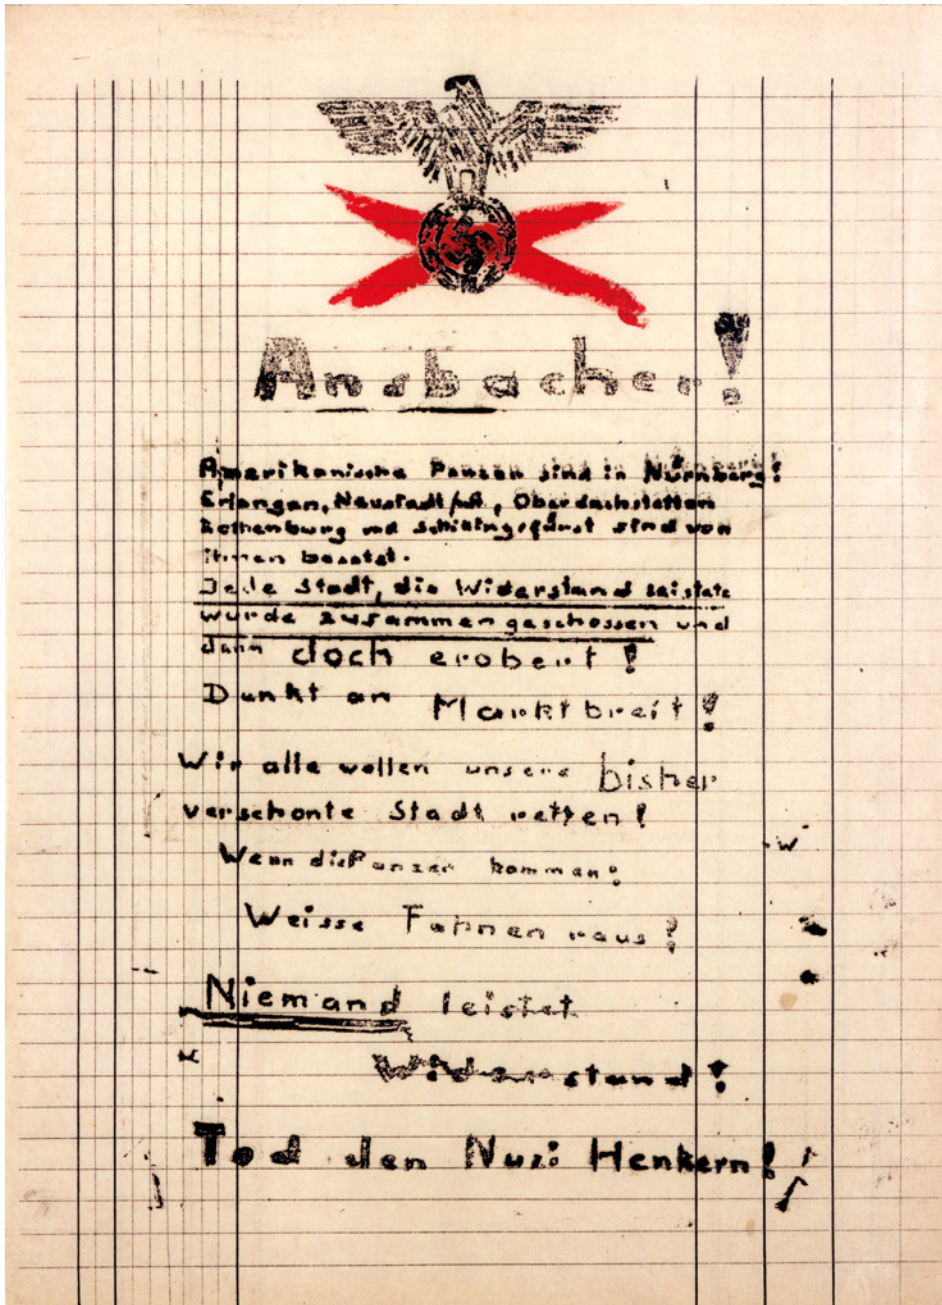 Ansbacher!
Amerikanische Panzer sind in Nürnberg!
Erlangen, Neustadt , Oberdachstetten
Rothenburg und Schillingsfürst sind von
ihnen besetzt.
Jede Stadt, die Widerstand leistete
wurde zusammengeschossen und
dann doch erobert!
Denkt an Marktbreit!
Wir alle wollen unsere bisher
verschonte Stadt retten!
Wenn die Panzer kommen:
Weisse Fahnen raus!
Niemand leistet
Widerstand!
Tod den Nazi Henkern!